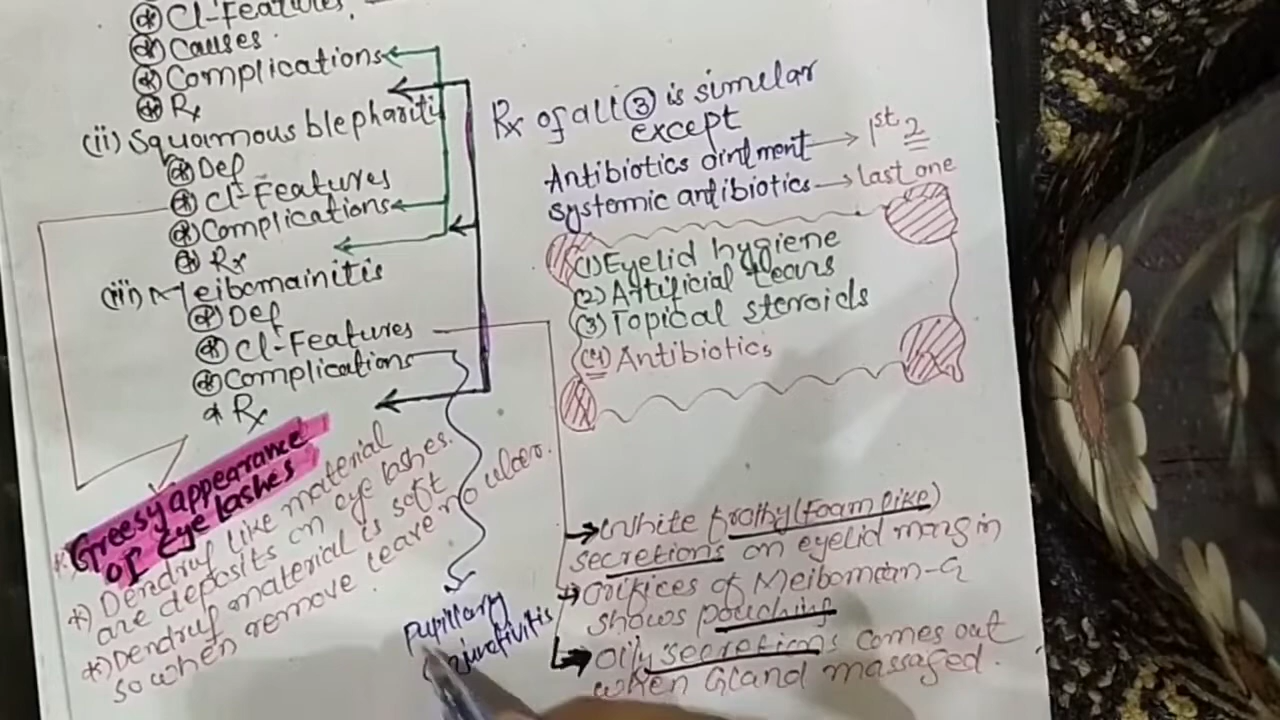 ⊛ Cl-Features.
⊛ Causes.
⊛ Complications
⊛ Rx
(ii) Squamous blephariti
⊛ Def
⊛ Cl-Features
⊛ Complications
⊛ Rx
(iii) Meibomainitis
⊛ Def
⊛ Cl-Features
⊛ Complications
* Rx
Greesy appearance
of Eye lashes
*) Dendruf like material
are deposits on eye lashes.
*) Dendruf material is soft
so when remove leave no ulcer.
Rx of all ③ is similar
except
Antibiotics ointment → 1st 2
systemic antibiotics → last one
(1) Eyelid hygiene
(2) Artificial tears
(3) Topical steroids
(4) Antibiotics
→ White frothy (foam like)
secretions on eyelid margin
→ Orifices of Meiboman-G
shows pouching
→ Oily secretions comes out
when Gland massaged.
Pupillary